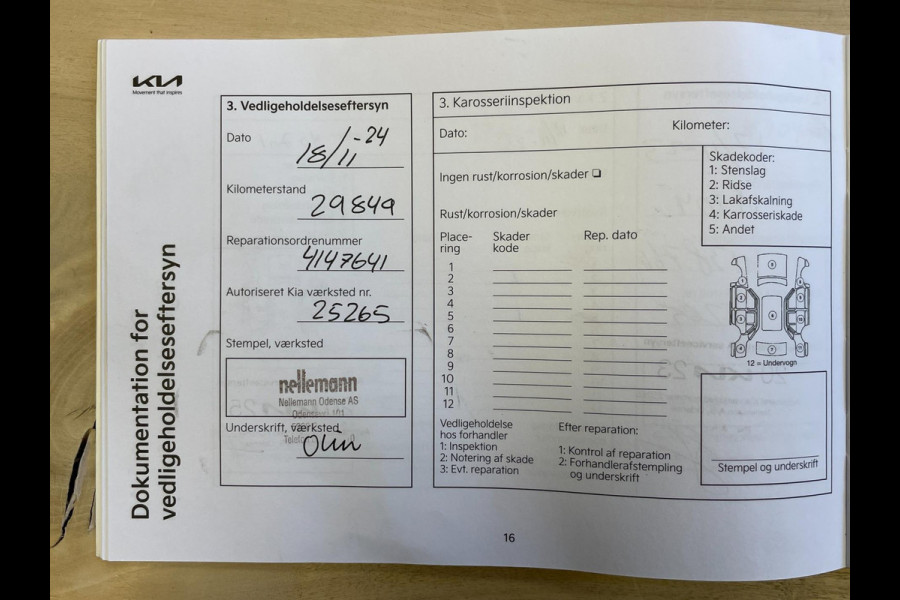 KIA
Movement that inspires
Dokumentation for
vedligeholdelseseftersyn
3. Vedligeholdelseseftersyn
Dato
18/11-24
Kilometerstand
29849
Reparationsordrenummer
4147641
Autoriseret Kia værksted nr.
25265
Stempel, værksted
nellemann
Nellemann Odense AS
101
Underskrift, værksted
3. Karosseriinspektion
Dato:
Kilometer:
Ingen rust/korrosion/skader ❏
Rust/korrosion/skader
Skadekoder:
1: Stenslag
2: Ridse
3: Lakafskalning
4: Karrosseriskade
5: Andet
Place-
ring
Skader
kode
Rep. dato
1
2
3
4
5
6
7
8
9
10
11
12
12 = Undervogn
Vedligeholdelse
hos forhandler
1: Inspektion
2: Notering af skade
3: Evt. reparation
Efter reparation:
1: Kontrol af reparation
2: Forhandlerafstempling
og underskrift
Stempel og underskrift
16